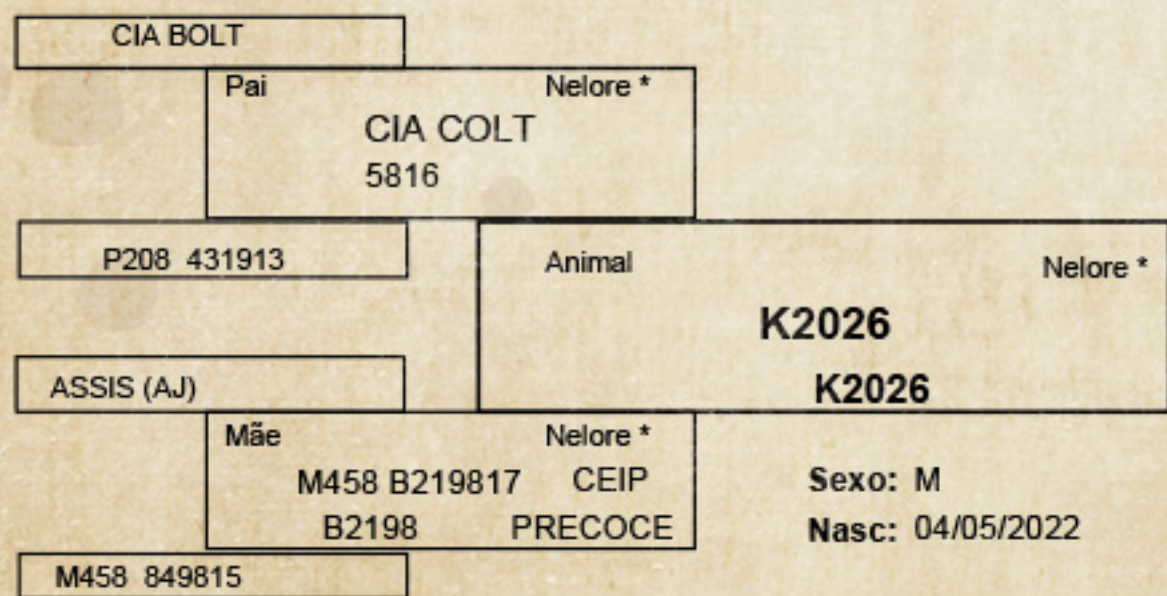 CIA BOLT
Pai Nelore *
CIA COLT
5816
P208 431913
Animal Nelore *
K2026
K2026
ASSIS (AJ)
Mãe Nelore *
M458 B219817 CEIP
B2198 PRECOCE
Sexo: M
Nasc: 04/05/2022
M458 849815